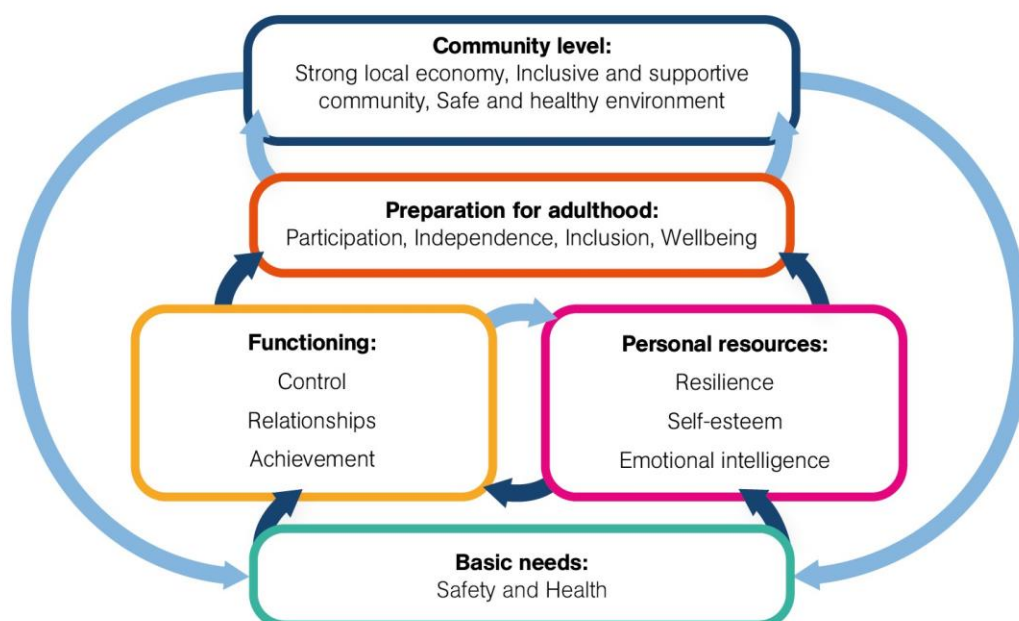 Community level:
Strong local economy, Inclusive and supportive
community, Safe and healthy environment
Preparation for adulthood:
Participation, Independence, Inclusion, Wellbeing
Functioning:
Control
Relationships
Achievement
Personal resources:
Resilience
Self-esteem
Emotional intelligence
Basic needs:
Safety and Health